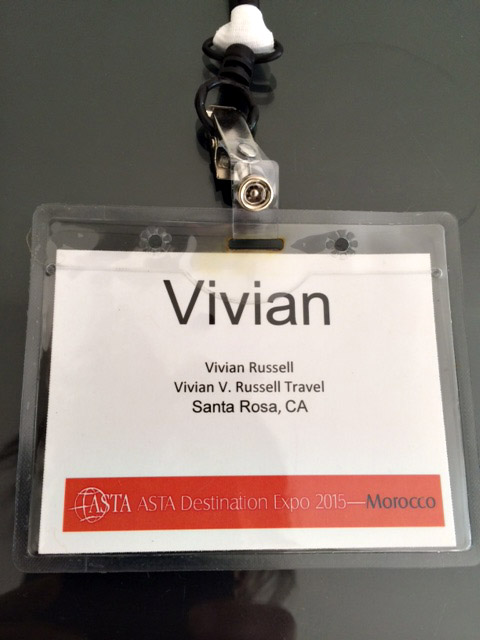 Vivian
Vivian Russell
Vivian V. Russell Travel
Santa Rosa, CA
ASTA ASTA Destination Expo 2015—Morocco